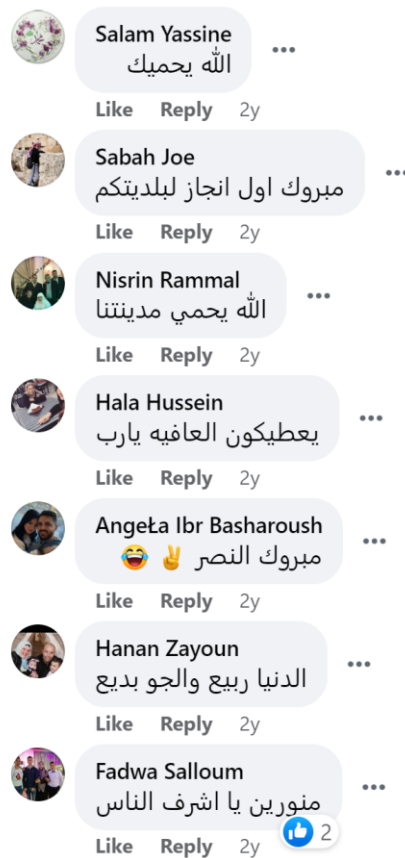 Salam Yassine
الله يحميك
Like Reply 2y
Sabah Joe
مبروك اول انجاز لبلديتكم
Like Reply 2y
Nisrin Rammal
الله يحمي مدينتنا
Like Reply 2y
Hala Hussein
يعطيكون العافيه يارب
Like Reply 2y
AngeŁa Ibr Basharoush
مبروك النصر ✌️ 😂
Like Reply 2y
Hanan Zayoun
الدنيا ربيع والجو بديع
Like Reply 2y
Fadwa Salloum
منورين يا اشرف الناس
2
Like Reply 2y